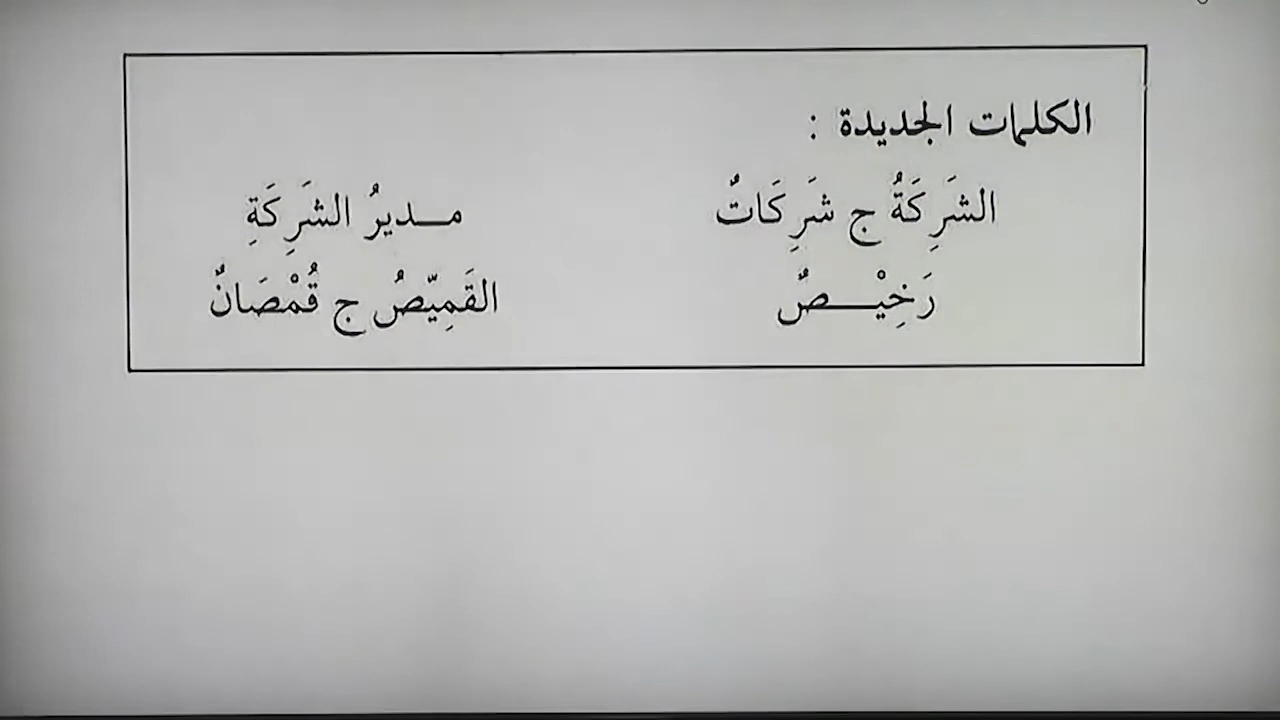 الكلمات الجديدة :
الشَرِكَةُ ج شَرِكَاتٌ مـديرُ الشَرِكَةِ
رَخِيْـصٌ القَمِيّصُ ج قُمْصَانٌ